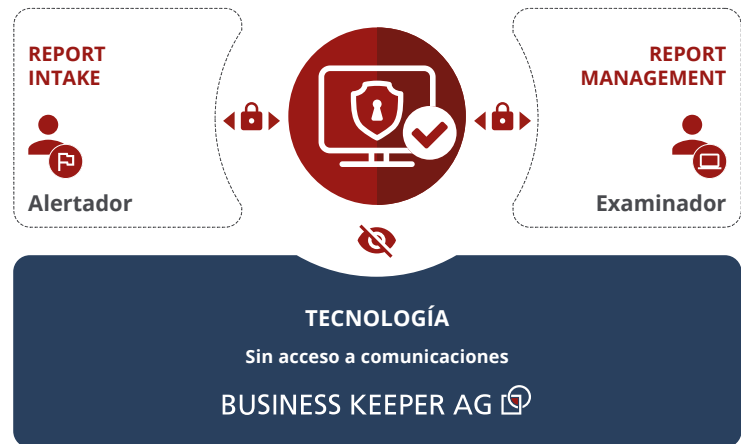 REPORT
INTAKE
Alertador
REPORT
MANAGEMENT
Examinador
TECNOLOGÍA
Sin acceso a comunicaciones
BUSINESS KEEPER AG